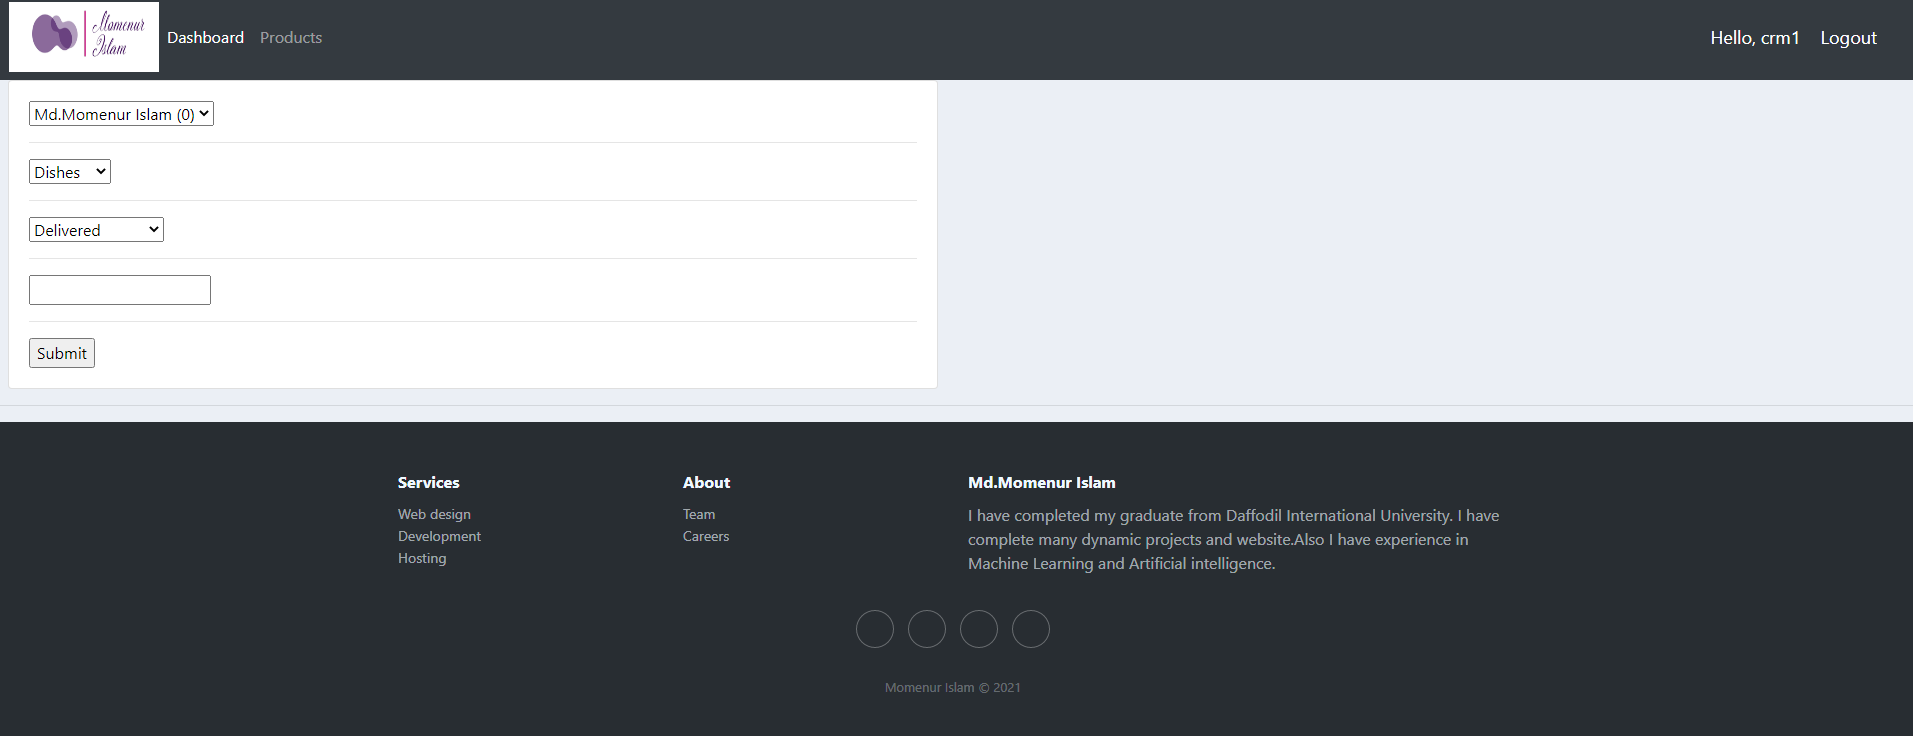 Momenur
Islam
Dashboard
Products
Hello, crm1
Logout
Md.Momenur Islam (0)
Dishes
Delivered
Submit
Services
Web design
Development
Hosting
About
Team
Careers
Md.Momenur Islam
I have completed my graduate from Daffodil International University. I have
complete many dynamic projects and website.Also I have experience in
Machine Learning and Artificial intelligence.
Momenur Islam © 2021